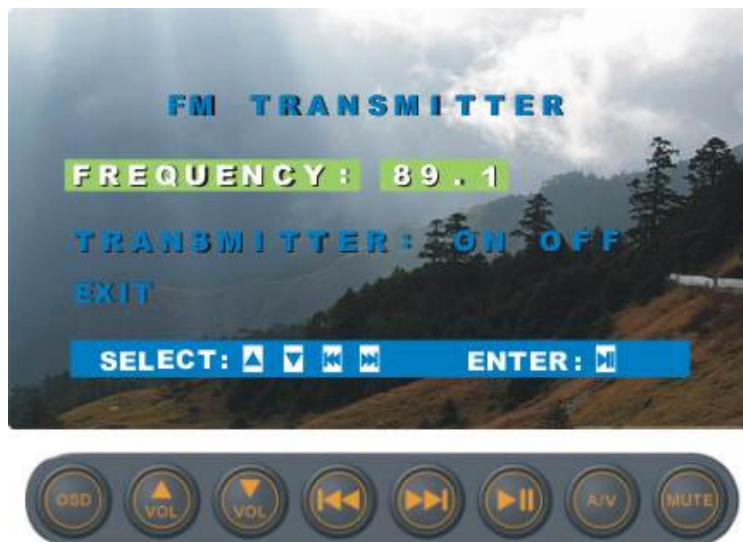 FM TRANSMITTER
FREQUENCY: 89.1
TRANSMITTER: ON OFF
EXIT
SELECT: ENTER:
OSD VOL VOL A/V MUTE